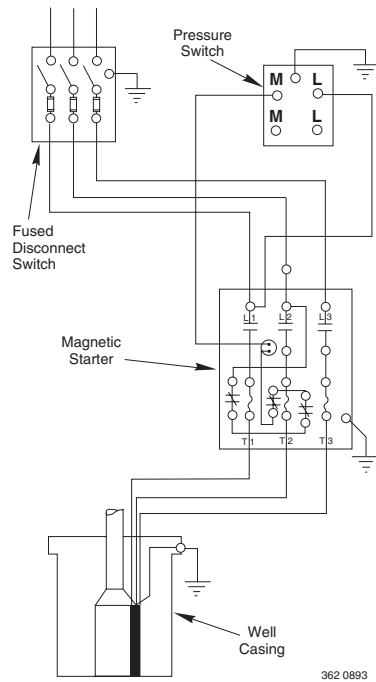 Pressure
Switch
M L
M L
Fused
Disconnect
Switch
L1 L2 L3
Magnetic
Starter
T1 T2 T3
Well
Casing
362 0893